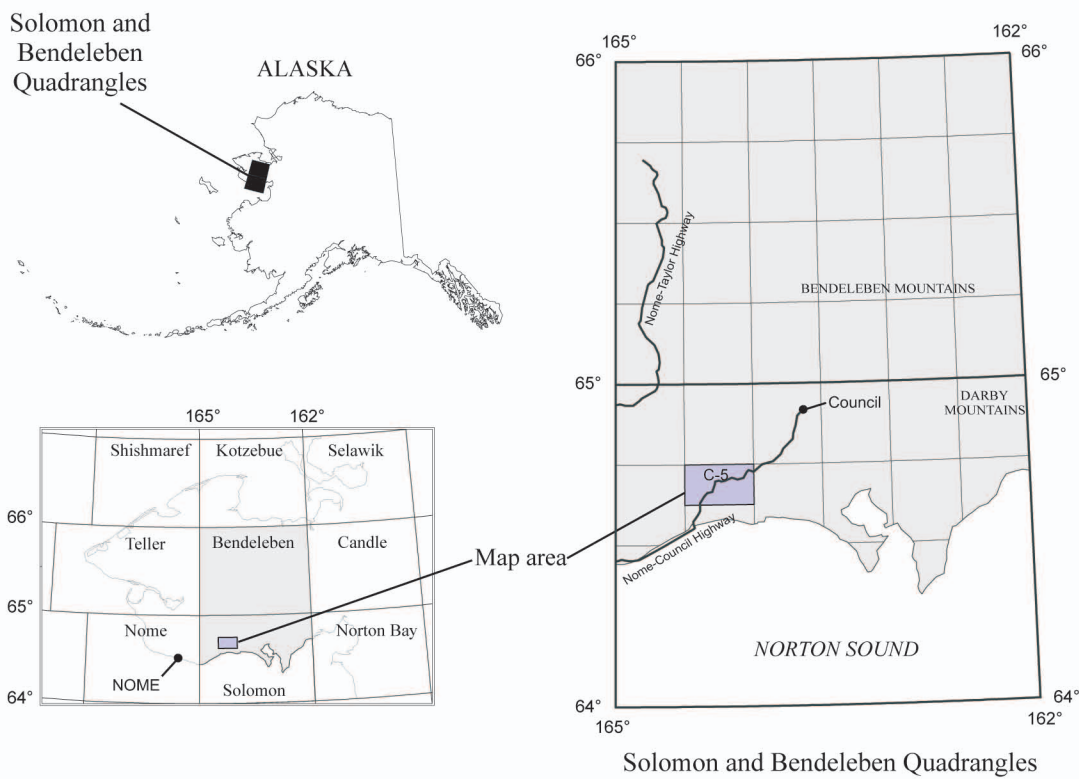 Solomon and
Bendeleben
Quadrangles
ALASKA
165° 162°
Shishmaref Kotzebue Selawik
66°
Teller Bendeleben Candle
65°
Nome Norton Bay
NOME
Solomon
64°
Map area
165° 162°
66° 66°
Nome-Taylor Highway
BENDELEBEN MOUNTAINS
65° 65°
DARBY
MOUNTAINS
Council
C-5
Nome-Council Highway
NORTON SOUND
64° 64°
165° 162°
Solomon and Bendeleben Quadrangles